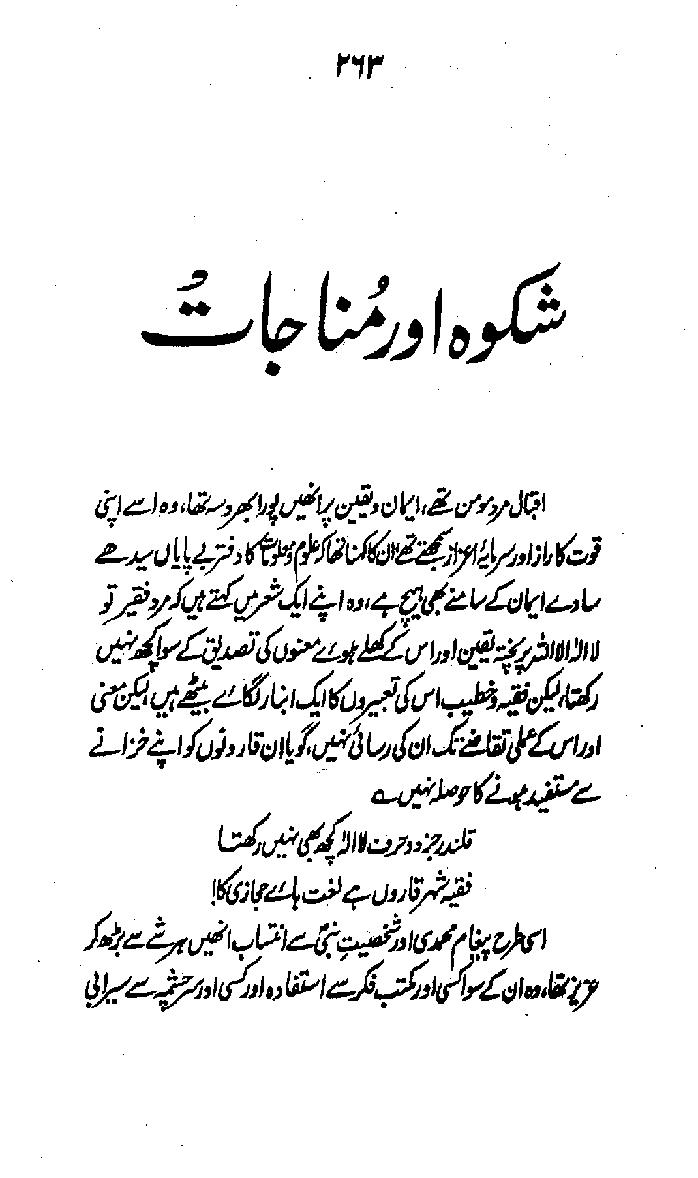 ۲۶۳
شکوہ اور مُناجات
اقبال مرد مومن تھے، ایمان و یقین پر انھیں پورا بھروسہ تھا، وہ اسے اپنی
قوت کا راز اور سرمایۂ اعزاز سمجھتے تھے ان کا کہنا تھا کہ علوم و معلومات کا دفتر بے پایاں سیدھے
سادے ایمان کے سامنے بھی ہیچ ہے، وہ اپنے ایک شعر میں کہتے ہیں کہ مرد فقیر تو
لا الہٰ الا اللہ پر پختہ یقین اور اس کے کھلے ہوئے معنوں کی تصدیق کے سوا کچھ نہیں
رکھتا، لیکن فقیہ و خطیب اس کی تعبیروں کا ایک انبار لگائے بیٹھے ہیں، لیکن معنی
اور اس کے عملی تقاضے تک ان کی رسائی نہیں، گویا ان قارونوں کو اپنے خزانے
سے مستفید ہونے کا حوصلہ نہیں ؎
قلندر جز دو حرف لا الہٰ کچھ بھی نہیں رکھتا
فقیہ شہر قاروں ہے لغت ہائے حجازی کا!
اسی طرح پیغام محمدی اور شخصیتِ نبیؐ سے انتساب انھیں ہر شے سے بڑھ کر
عزیز تھا، وہ ان کے سوا کسی اور مکتب فکر سے استفادہ اور کسی اور سرچشمہ سے سیرابی